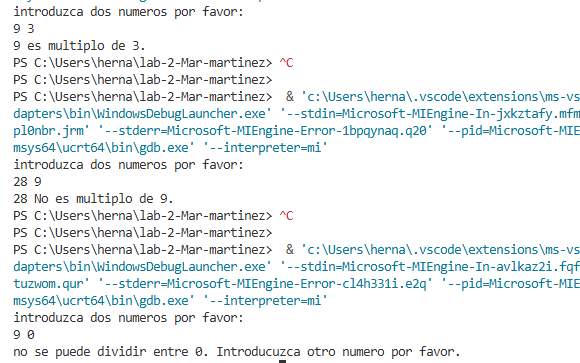 introduzca dos numeros por favor:
9 3
9 es multiplo de 3.
PS C:\Users\herna\lab-2-Mar-martinez> ^C
PS C:\Users\herna\lab-2-Mar-martinez>
PS C:\Users\herna\lab-2-Mar-martinez>  & 'c:\Users\herna\.vscode\extensions\ms-vs
dapters\bin\WindowsDebugLauncher.exe' '--stdin=Microsoft-MIEngine-In-jxkztafy.mfm
pl0nbr.jrm' '--stderr=Microsoft-MIEngine-Error-1bpqynaq.q20' '--pid=Microsoft-MIE
msys64\ucrt64\bin\gdb.exe' '--interpreter=mi'
introduzca dos numeros por favor:
28 9
28 No es multiplo de 9.
PS C:\Users\herna\lab-2-Mar-martinez> ^C
PS C:\Users\herna\lab-2-Mar-martinez>
PS C:\Users\herna\lab-2-Mar-martinez>  & 'c:\Users\herna\.vscode\extensions\ms-vs
dapters\bin\WindowsDebugLauncher.exe' '--stdin=Microsoft-MIEngine-In-avlkaz2i.fqf
tuzwom.qur' '--stderr=Microsoft-MIEngine-Error-cl4h331i.e2q' '--pid=Microsoft-MIE
msys64\ucrt64\bin\gdb.exe' '--interpreter=mi'
introduzca dos numeros por favor:
9 0
no se puede dividir entre 0. Introducuzca otro numero por favor.